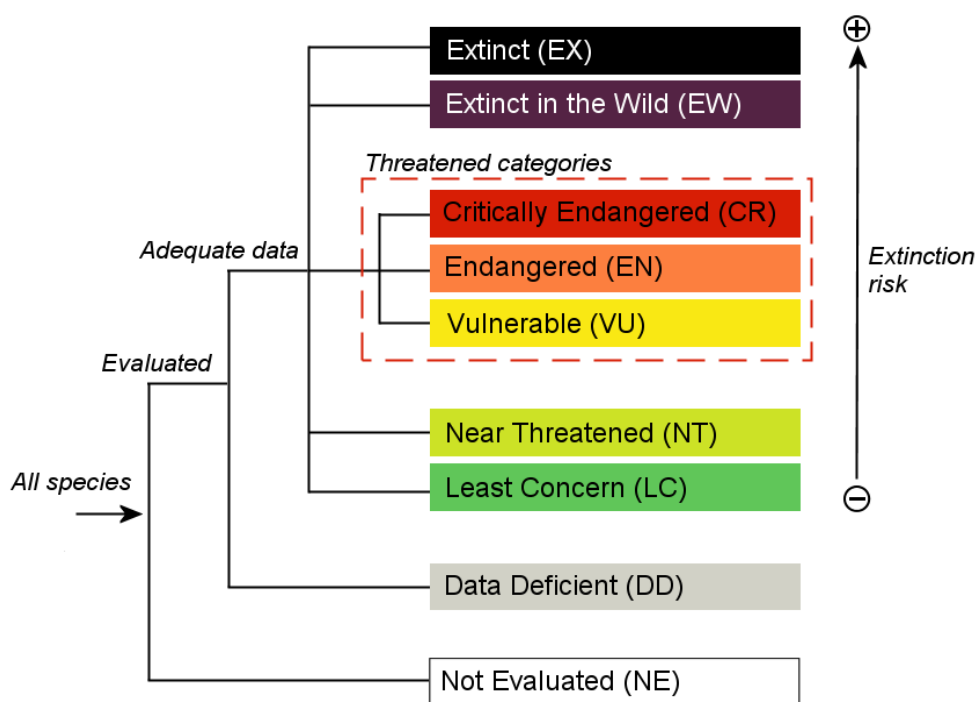 Extinct (EX)
Extinct in the Wild (EW)
Threatened categories
Critically Endangered (CR)
Adequate data
Endangered (EN)
Extinction
risk
Vulnerable (VU)
Evaluated
Near Threatened (NT)
All species
Least Concern (LC)
Data Deficient (DD)
Not Evaluated (NE)